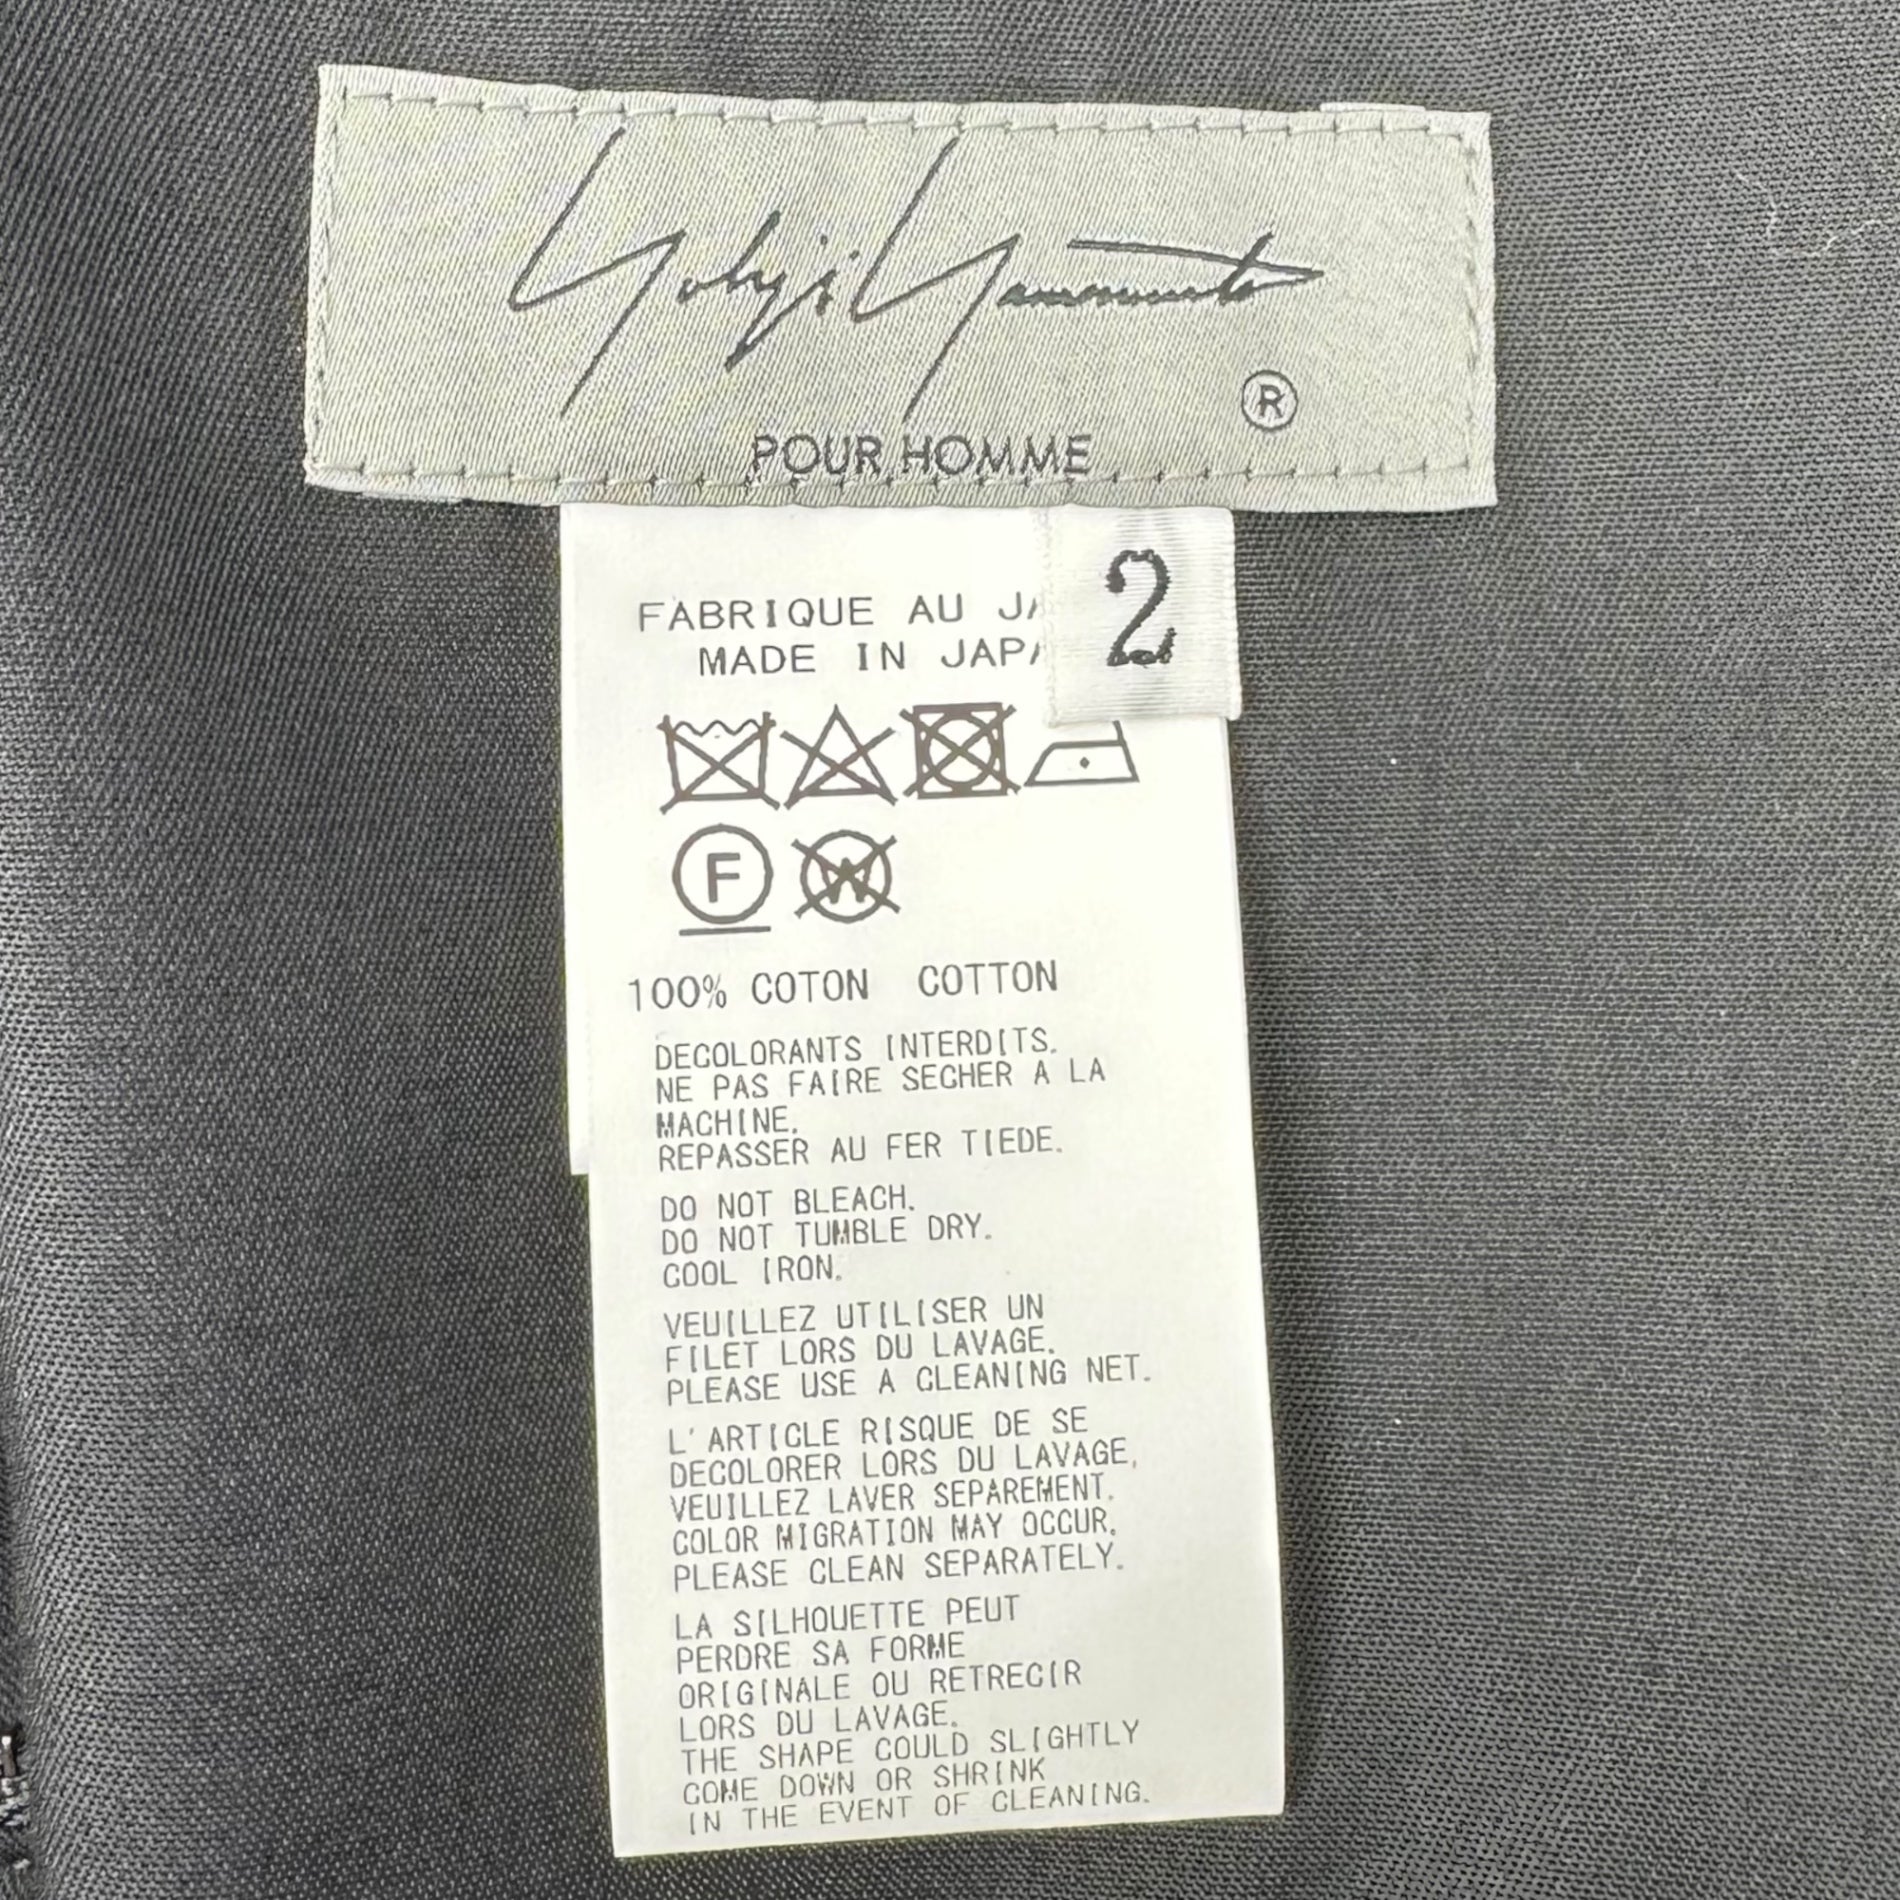 Yohji Yamamoto
®
POUR HOMME
2
FABRIQUE AU JA
MADE IN JAPA
F W
100% COTON COTTON
DECOLORANTS INTERDITS.
NE PAS FAIRE SECHER A LA
MACHINE.
REPASSER AU FER TIEDE.
DO NOT BLEACH.
DO NOT TUMBLE DRY.
COOL IRON.
VEUILLEZ UTILISER UN
FILET LORS DU LAVAGE.
PLEASE USE A CLEANING NET.
L'ARTICLE RISQUE DE SE
DECOLORER LORS DU LAVAGE,
VEUILLEZ LAVER SEPAREMENT.
COLOR MIGRATION MAY OCCUR.
PLEASE CLEAN SEPARATELY.
LA SILHOUETTE PEUT
PERDRE SA FORME
ORIGINALE OU RETRECIR
LORS DU LAVAGE.
THE SHAPE COULD SLIGHTLY
COME DOWN OR SHRINK
IN THE EVENT OF CLEANING.